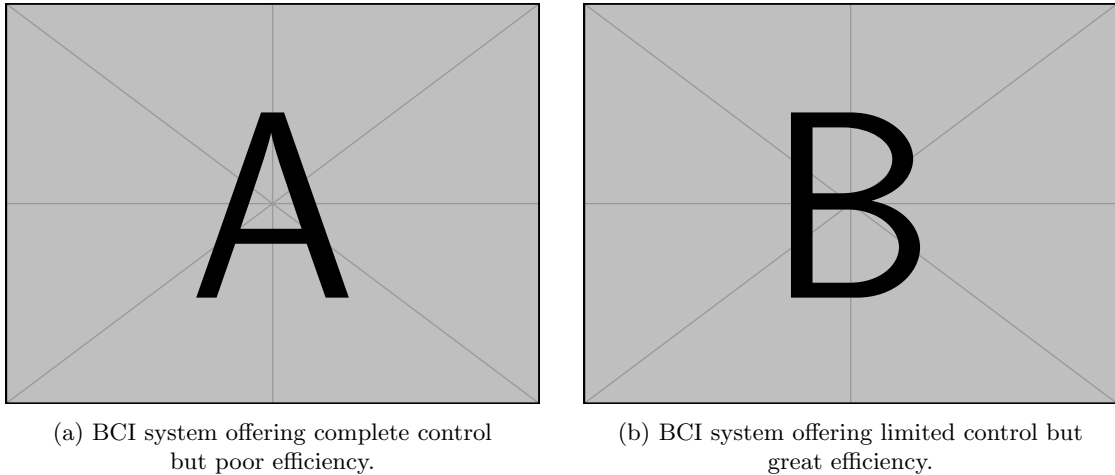 A
B
(a) BCI system offering complete control
but poor efficiency.
(b) BCI system offering limited control but
great efficiency.